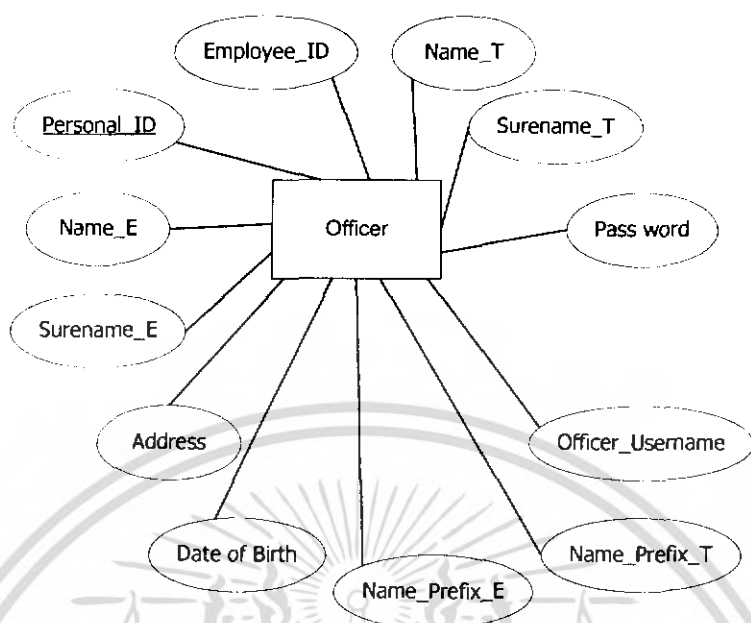 Employee_ID
Name_T
Personal_ID
Surename_T
Name_E
Officer
Pass word
Surename_E
Address
Officer_Username
Date of Birth
Name_Prefix_T
Name_Prefix_E